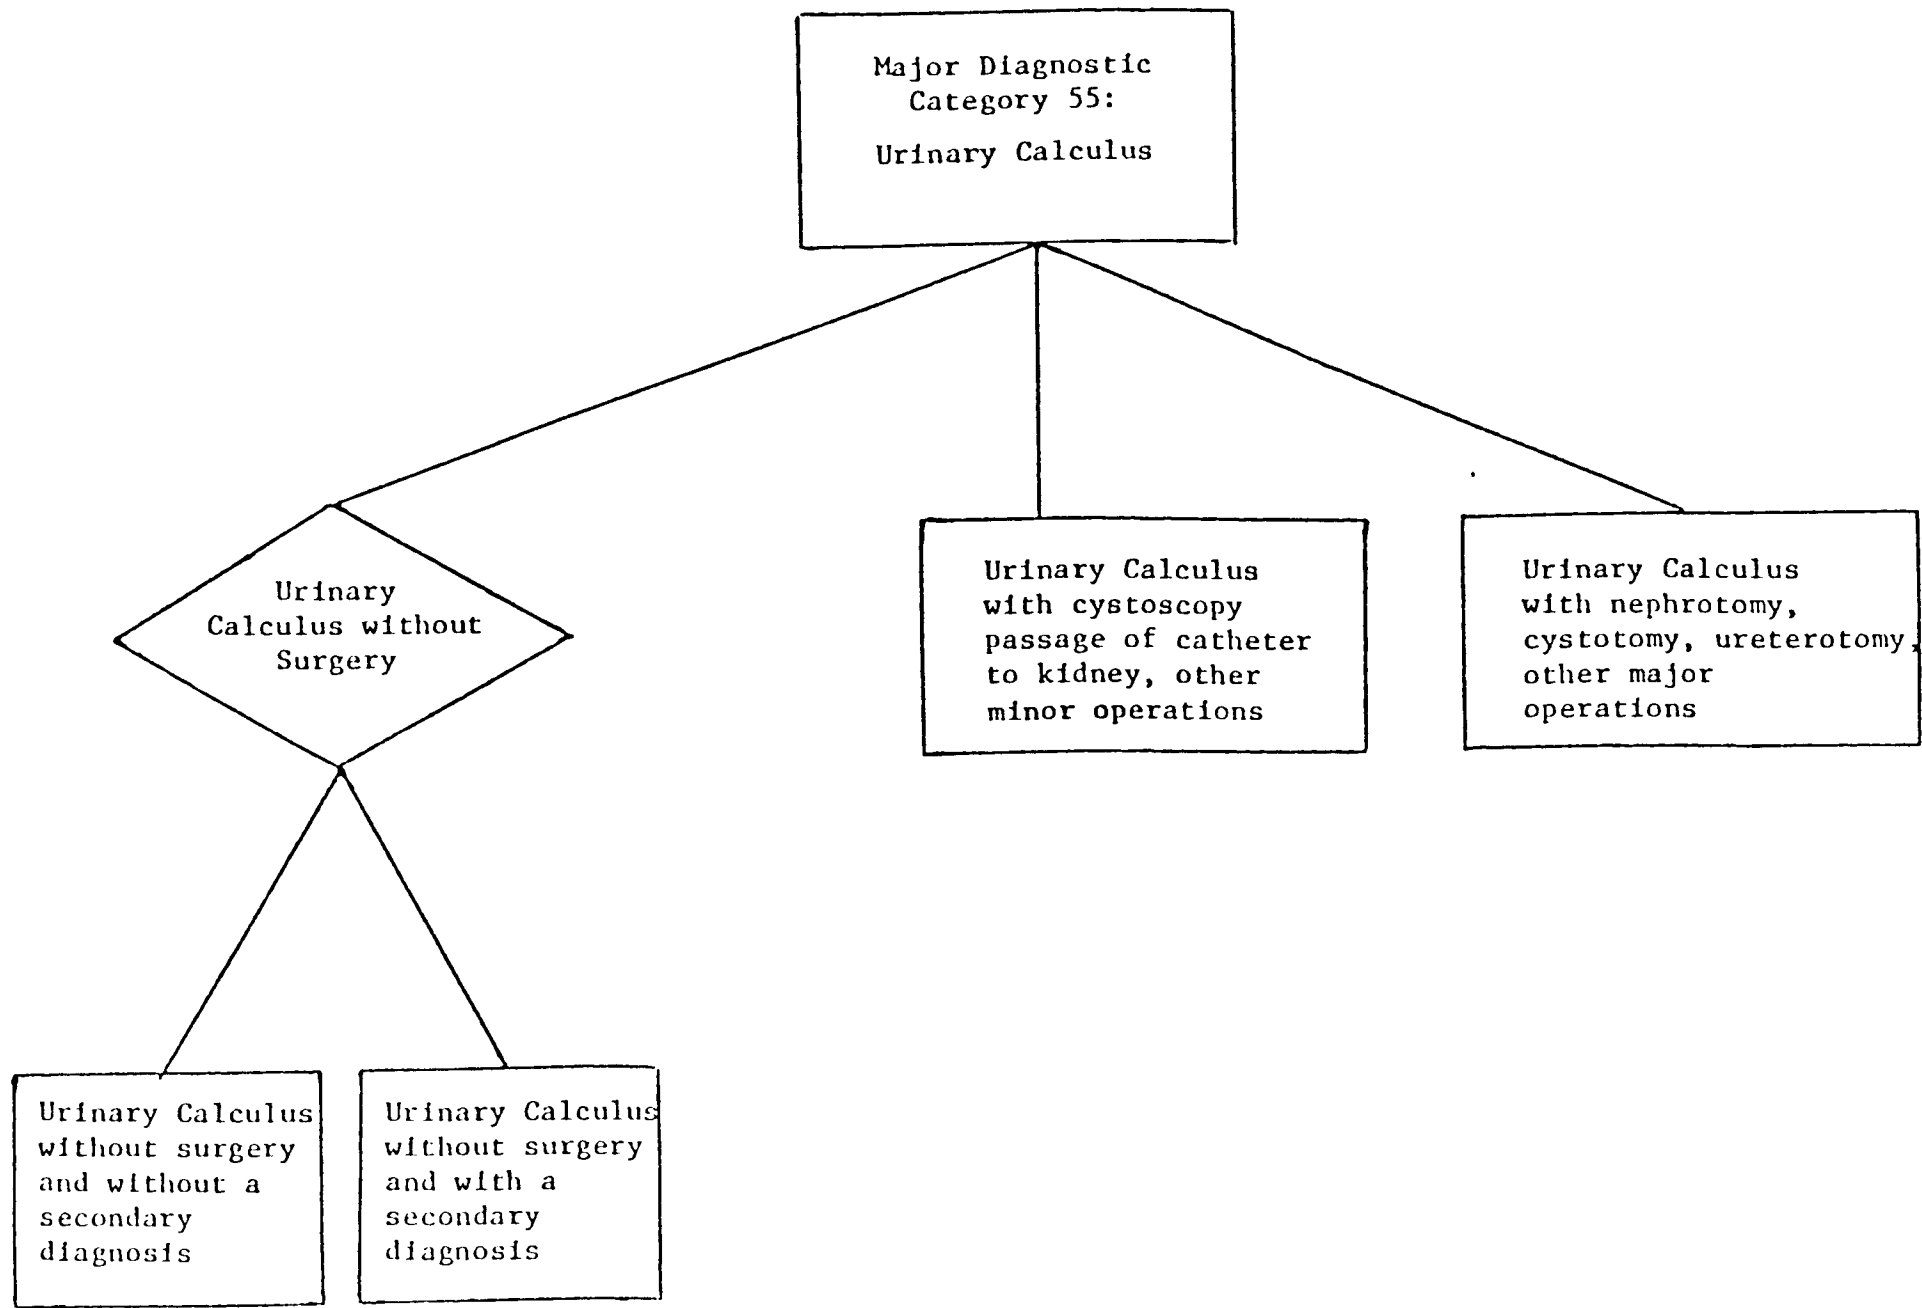 Major Diagnostic
Category 55:
Urinary Calculus
Urinary
Calculus without
Surgery
Urinary Calculus
with cystoscopy
passage of catheter
to kidney, other
minor operations
Urinary Calculus
with nephrotomy,
cystotomy, ureterotomy,
other major
operations
Urinary Calculus
without surgery
and without a
secondary
diagnosis
Urinary Calculus
without surgery
and with a
secondary
diagnosis